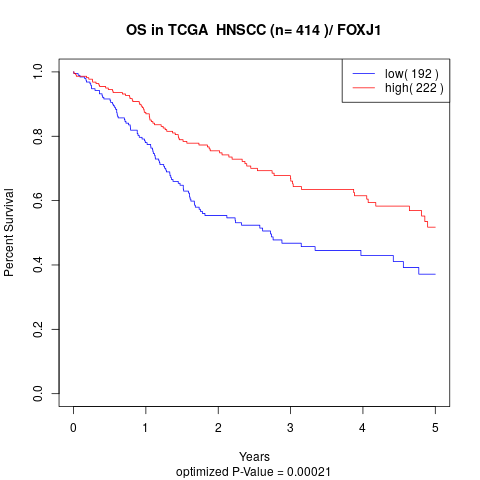 OS in TCGA  HNSCC (n= 414 )/ FOXJ1
low( 192 )
high( 222 )
Percent Survival
1.0
0.8
0.6
0.4
0.2
0.0
0 1 2 3 4 5
Years
optimized P-Value = 0.00021